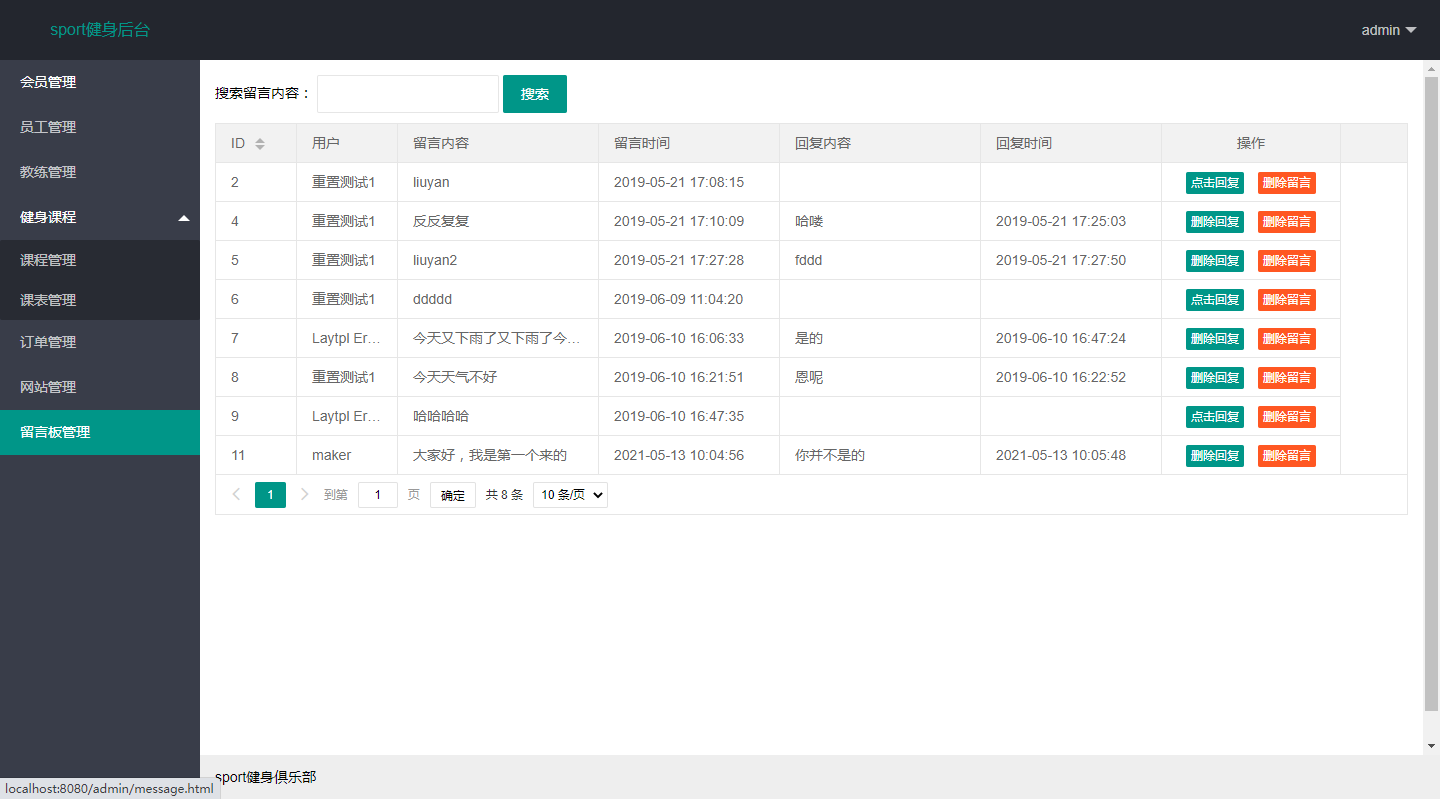 sport健身后台
admin
会员管理
员工管理
教练管理
健身课程
课程管理
课表管理
订单管理
网站管理
留言板管理
搜索留言内容： 搜索
ID 用户 留言内容 留言时间 回复内容 回复时间 操作
2 重置测试1 liuyan 2019-05-21 17:08:15 点击回复 删除留言
4 重置测试1 反反复复 2019-05-21 17:10:09 哈喽 2019-05-21 17:25:03 删除回复 删除留言
5 重置测试1 liuyan2 2019-05-21 17:27:28 fddd 2019-05-21 17:27:50 删除回复 删除留言
6 重置测试1 ddddd 2019-06-09 11:04:20 点击回复 删除留言
7 Laytpl Er… 今天又下雨了又下雨了今… 2019-06-10 16:06:33 是的 2019-06-10 16:47:24 删除回复 删除留言
8 重置测试1 今天天气不好 2019-06-10 16:21:51 恩呢 2019-06-10 16:22:52 删除回复 删除留言
9 Laytpl Er… 哈哈哈哈 2019-06-10 16:47:35 点击回复 删除留言
11 maker 大家好，我是第一个来的 2021-05-13 10:04:56 你并不是的 2021-05-13 10:05:48 删除回复 删除留言
1 到第 1 页 确定 共 8 条 10 条/页
sport健身俱乐部
localhost:8080/admin/message.html